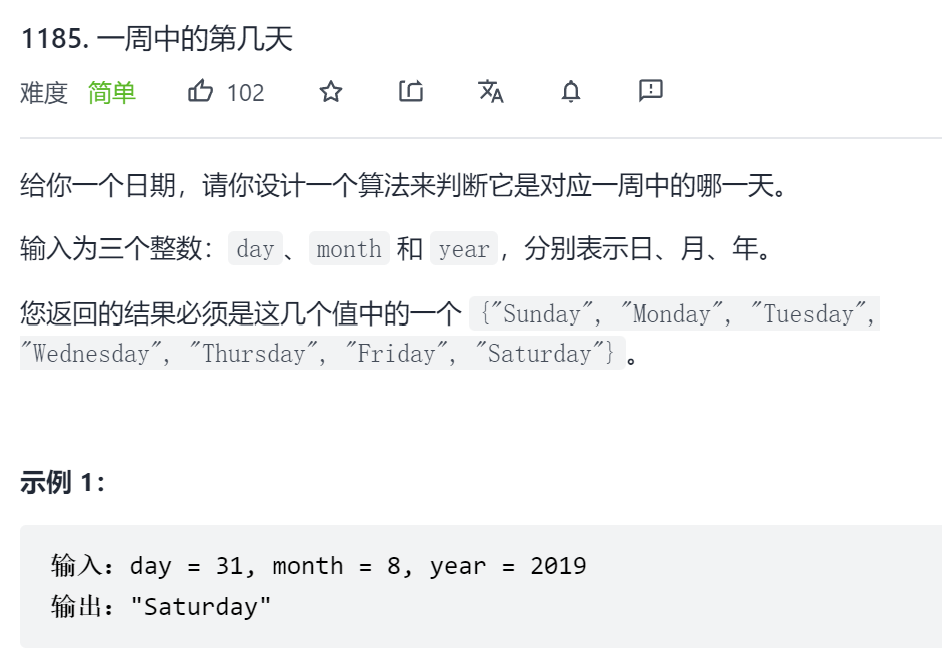 1185. 一周中的第几天
难度 简单 102
给你一个日期，请你设计一个算法来判断它是对应一周中的哪一天。
输入为三个整数：day、month 和 year，分别表示日、月、年。
您返回的结果必须是这几个值中的一个 {"Sunday", "Monday", "Tuesday",
"Wednesday", "Thursday", "Friday", "Saturday"}。
示例 1：
输入：day = 31, month = 8, year = 2019
输出："Saturday"